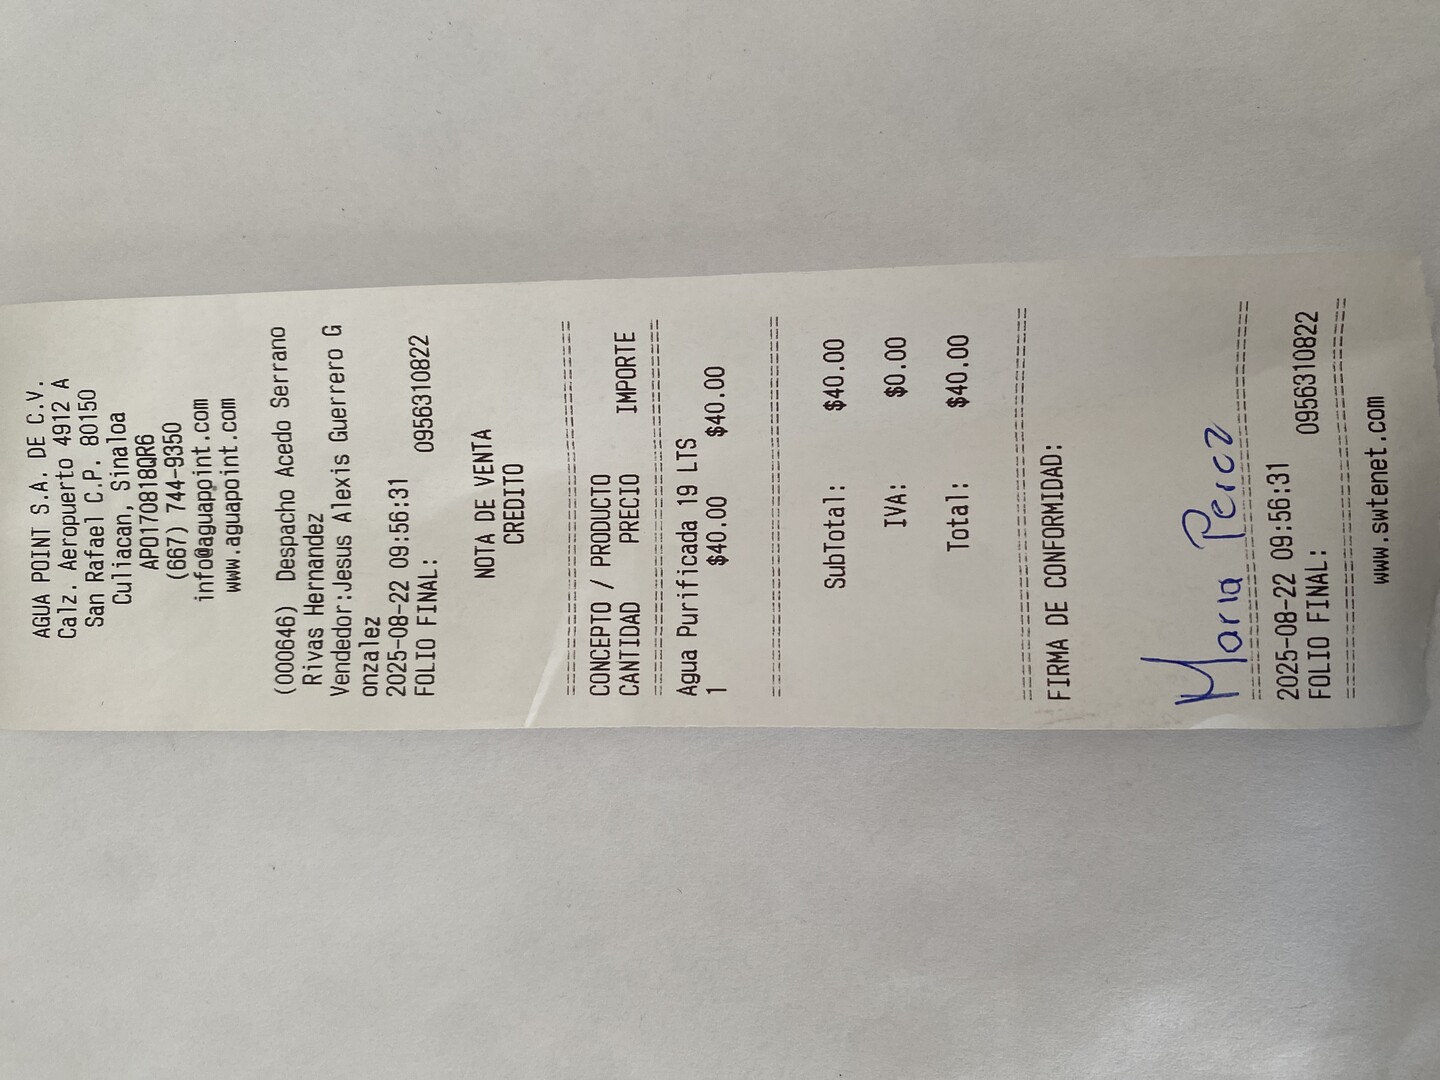 AGUA POINT S.A. DE C.V.
Calz. Aeropuerto 4912 A
San Rafael C.P. 80150
Culiacan, Sinaloa
APO170818QR6
(667) 744-9350
info@aguapoint.com
www.aguapoint.com
(000646) Despacho Acedo Serrano
Rivas Hernandez
Vendedor:Jesus Alexis Guerrero G
onzalez
2025-08-22 09:56:31
FOLIO FINAL: 0956310822
NOTA DE VENTA
CREDITO
================================
CONCEPTO / PRODUCTO
CANTIDAD PRECIO IMPORTE
================================
Agua Purificada 19 LTS
1 $40.00 $40.00
================================
SubTotal: $40.00
IVA: $0.00
Total: $40.00
================================
FIRMA DE CONFORMIDAD:
Maria Perez
================================
2025-08-22 09:56:31
FOLIO FINAL: 0956310822
================================
www.swtenet.com